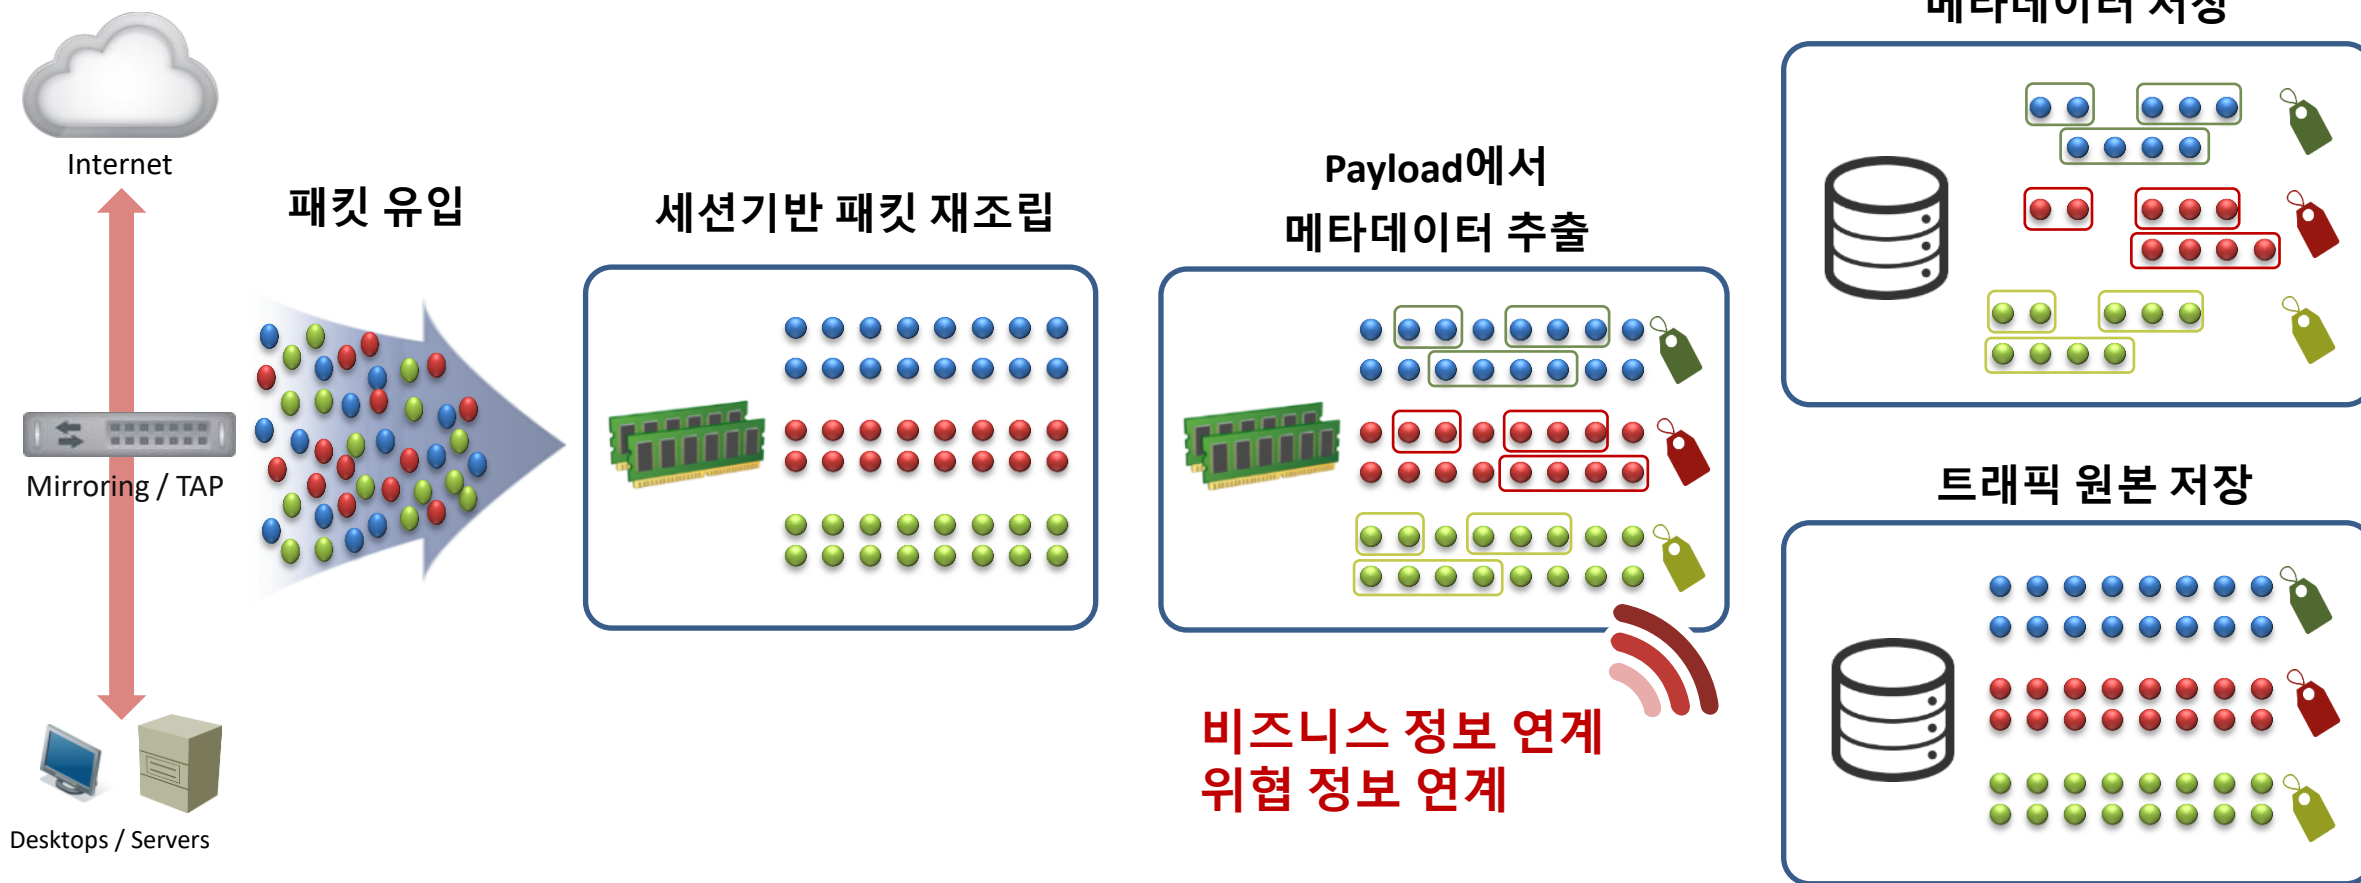 Internet
Mirroring / TAP
Desktops / Servers
패킷 유입
세션기반 패킷 재조립
Payload에서
메타데이터 추출
비즈니스 정보 연계
위협 정보 연계
메타데이터 저장
트래픽 원본 저장